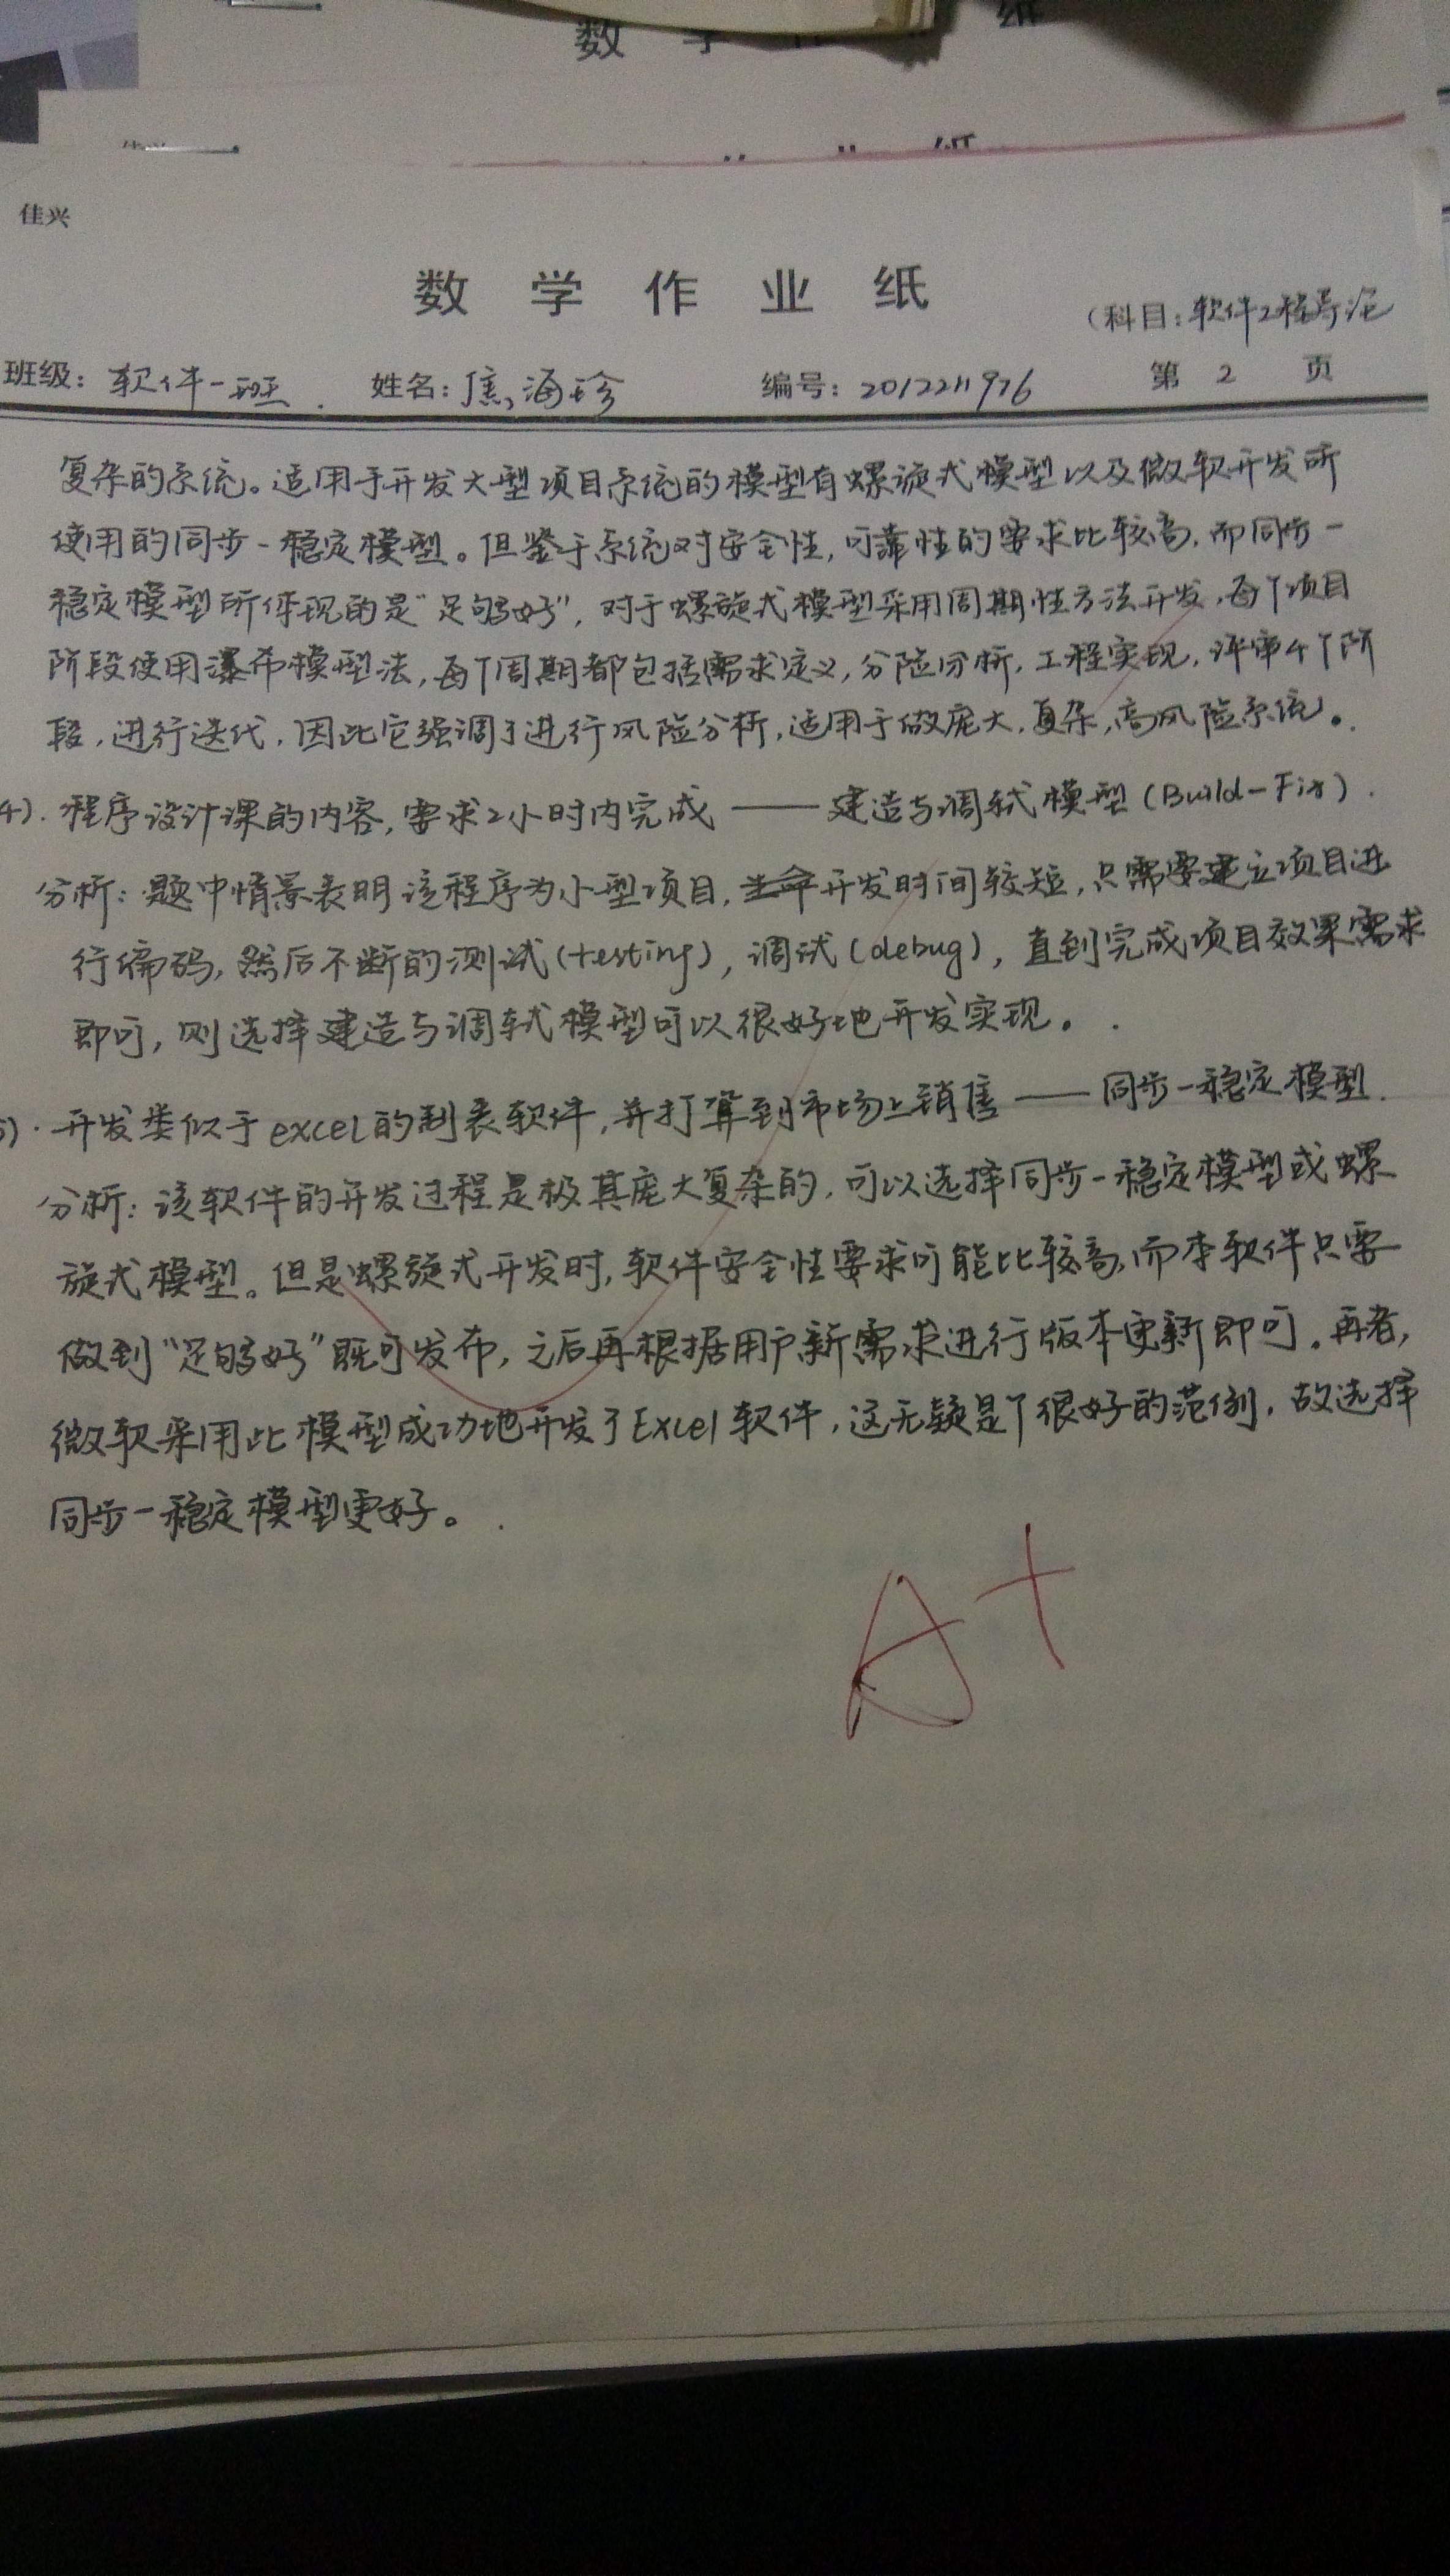 数
佳兴
数 学 作 业 纸
(科目:软件工程导论
班级:软件一班 姓名:焦海珍 编号:2012211976 第 2 页
复杂的系统。适用于开发大型项目系统的模型有螺旋式模型以及微软开发所
使用的同步-稳定模型。但鉴于系统对安全性,可靠性的要求比较高,而同步-
稳定模型所体现的是"足够好",对于螺旋式模型采用周期性方法开发,每个项目
阶段使用瀑布模型法,每个周期都包括需求定义,分险分析,工程实现,评审4个阶
段,进行迭代,因此它强调了进行风险分析,适用于做庞大,复杂,高风险系统。
4).程序设计课的内容,要求2小时内完成——建造与调轼模型(Build-Fix).
分析:题中情景表明该程序为小型项目,开发时间较短,只需要建立项目进
行编码,然后不断的测试(testing),调试(debug),直到完成项目效果需求
即可,则选择建造与调轼模型可以很好地开发实现。
5).开发类似于excel的制表软件,并打算到市场上销售——同步-稳定模型.
分析:该软件的开发过程是极其庞大复杂的,可以选择同步-稳定模型或螺
旋式模型。但是螺旋式开发时,软件安全性要求可能比较高,而本软件只需
做到"足够好"既可发布,之后再根据用户新需求进行版本更新即可。再者,
微软采用此模型成功地开发了Excel软件,这无疑是个很好的范例,故选择
同步-稳定模型更好。
A+